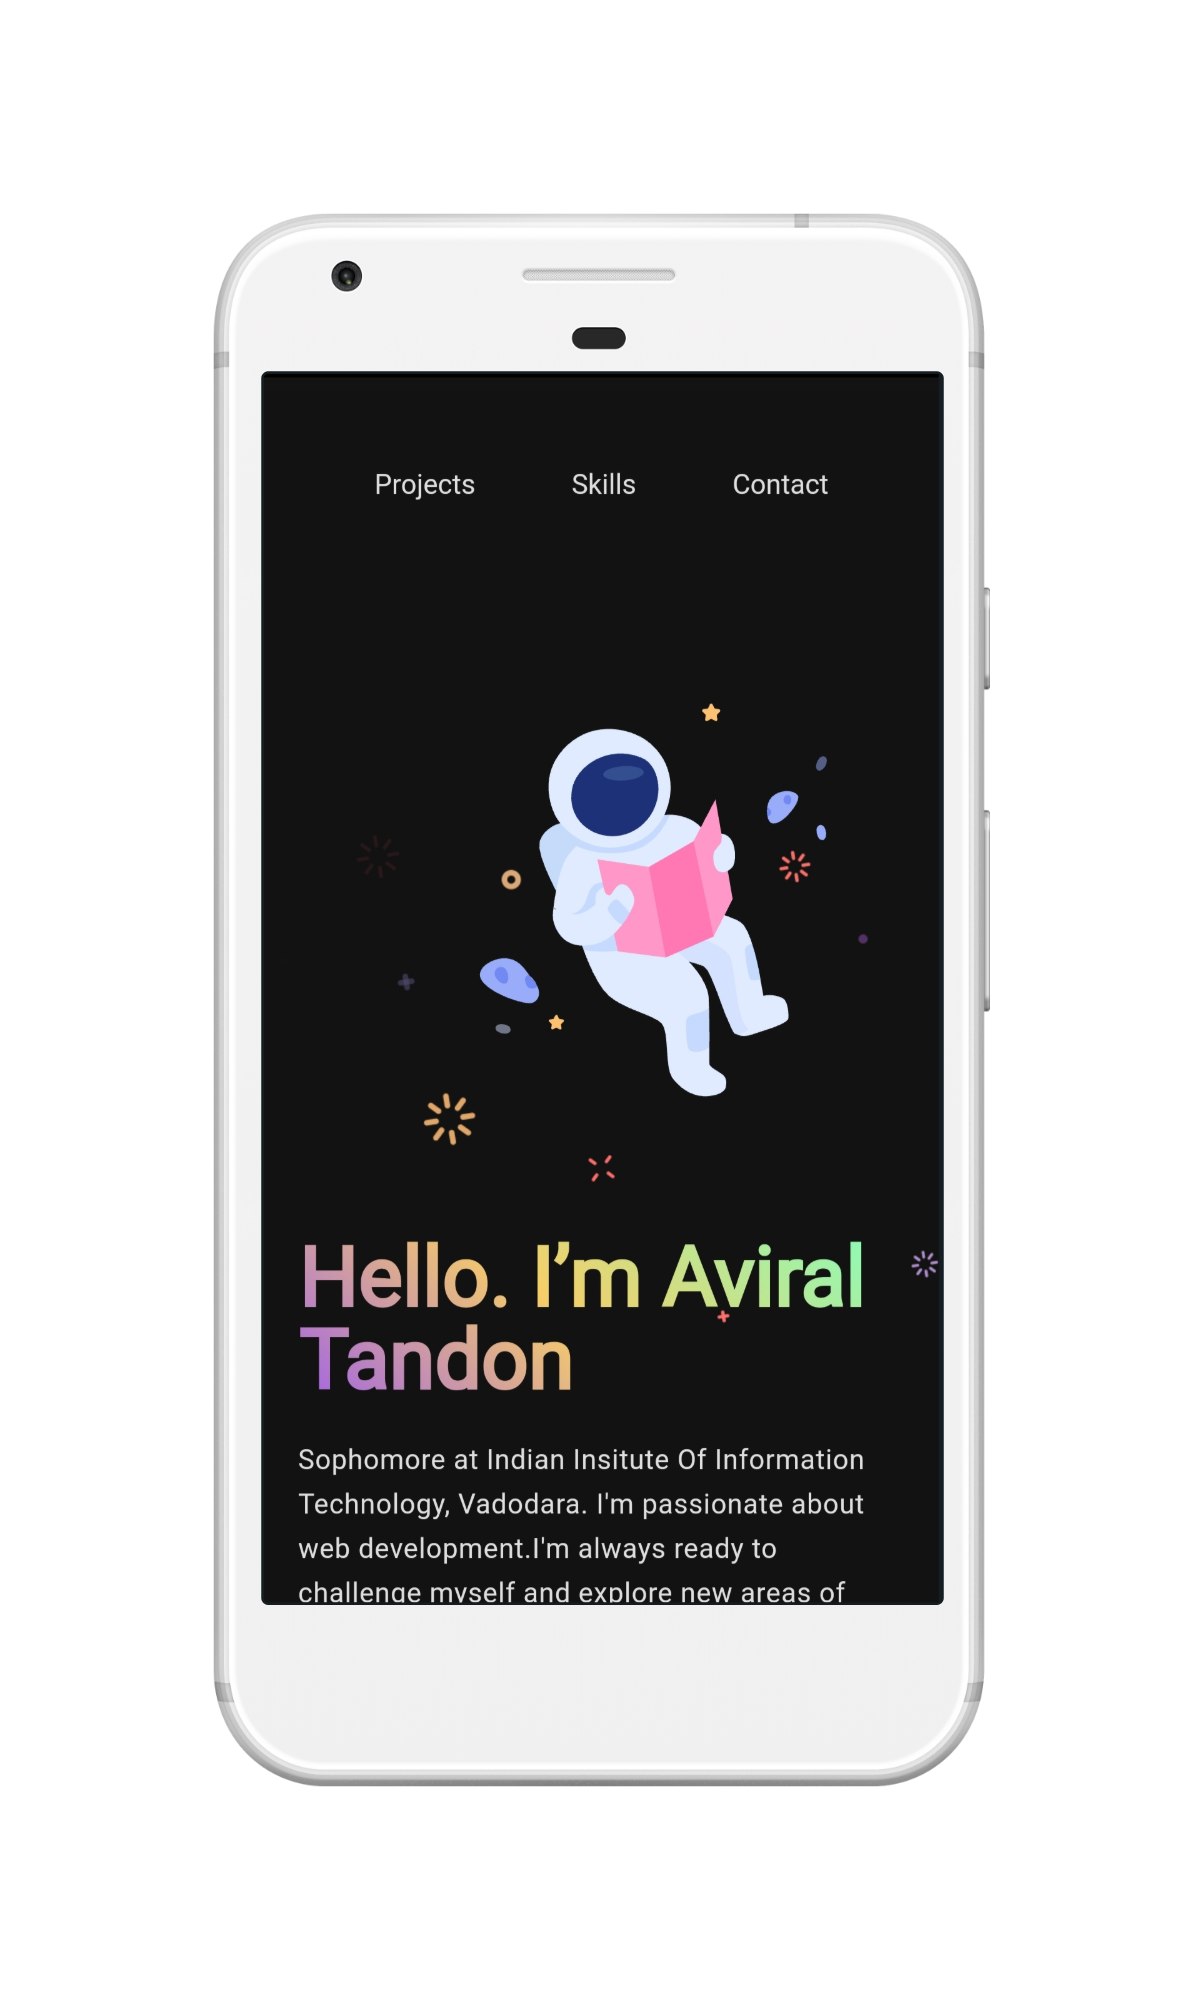 Projects Skills Contact
Hello. I’m Aviral
Tandon
Sophomore at Indian Insitute Of Information
Technology, Vadodara. I'm passionate about
web development.I'm always ready to
challenge myself and explore new areas of